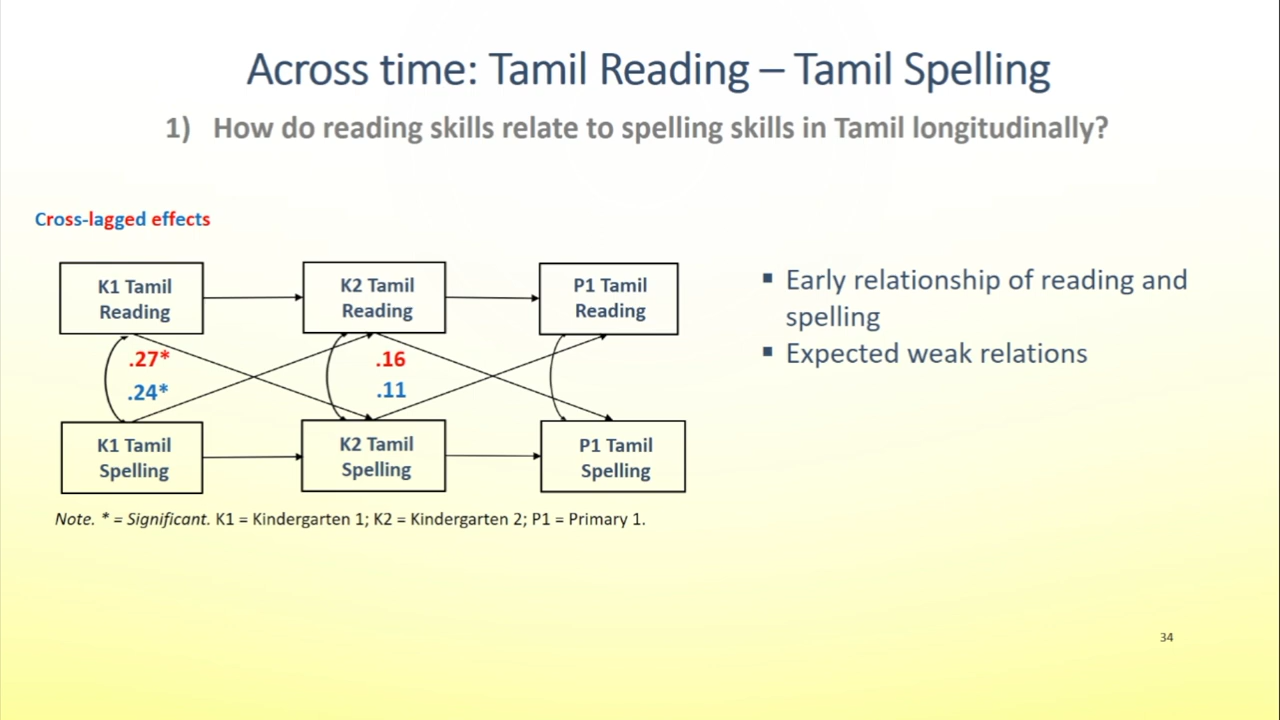 Across time: Tamil Reading – Tamil Spelling
1) How do reading skills relate to spelling skills in Tamil longitudinally?
Cross-lagged effects
K1 Tamil
Reading
K2 Tamil
Reading
P1 Tamil
Reading
.27*
.24*
.16
.11
K1 Tamil
Spelling
K2 Tamil
Spelling
P1 Tamil
Spelling
Note. * = Significant. K1 = Kindergarten 1; K2 = Kindergarten 2; P1 = Primary 1.
▪ Early relationship of reading and
spelling
▪ Expected weak relations
34